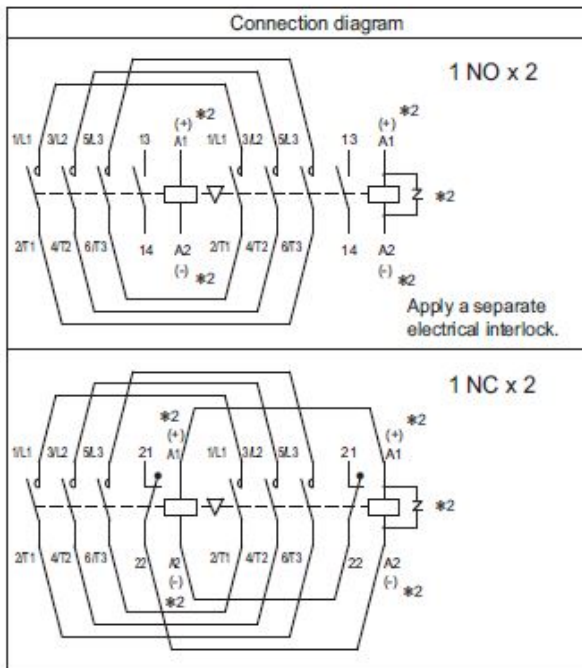 Connection diagram
1 NO x 2
(+) *2
(+) *2
1/L1 3/L2 5/L3 13 A1 1/L1 3/L2 5/L3 13 A1
*2
2/T1 4/T2 6/T3 14 A2 2/T1 4/T2 6/T3 14 A2
(-) *2
(-) *2
Apply a separate
electrical interlock.
1 NC x 2
*2
*2
(+)
(+)
1/L1 3/L2 5/L3 21 A1 1/L1 3/L2 5/L3 21 A1
*2
2/T1 4/T2 6/T3 22 A2 2/T1 4/T2 6/T3 22 A2
(-)
(-)
*2
*2